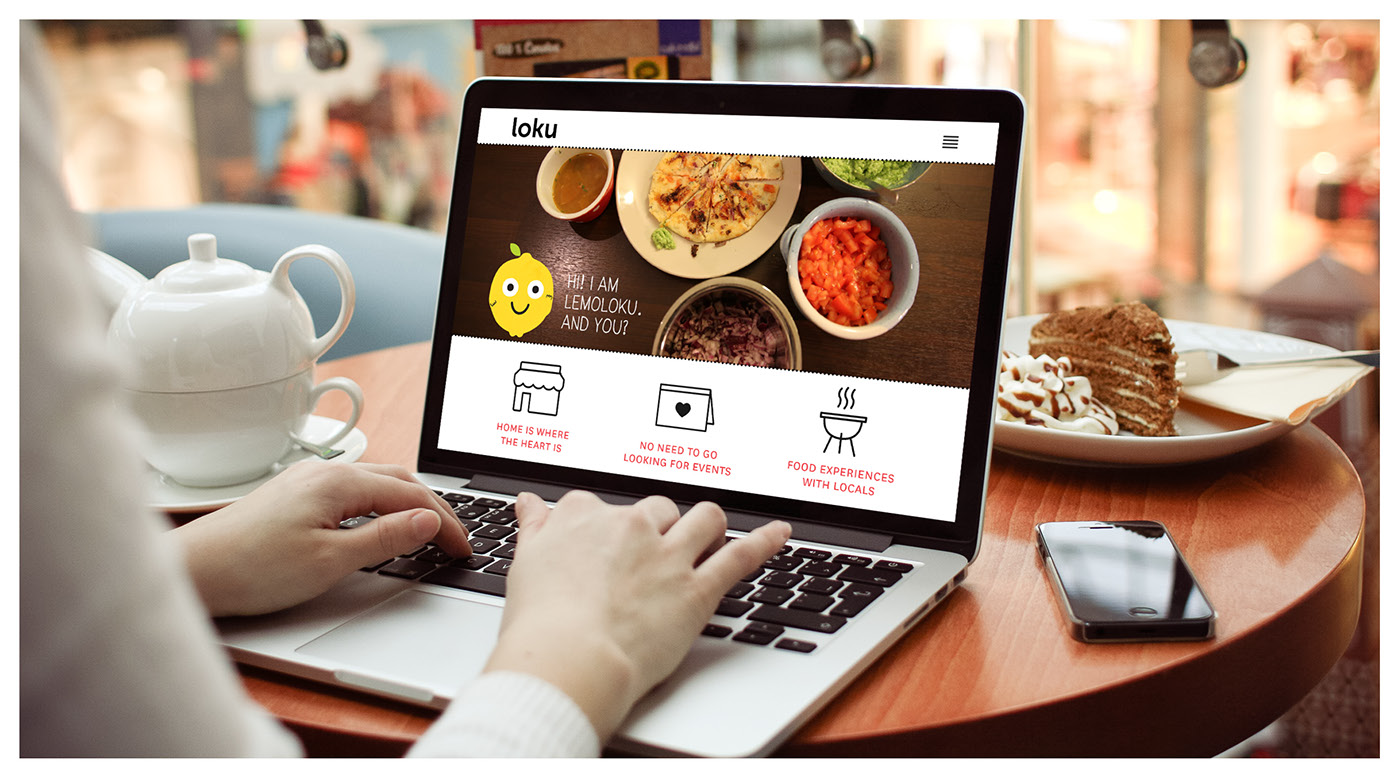 loku
HI! I AM
LEMOLOKU.
AND YOU?
HOME IS WHERE
THE HEART IS
NO NEED TO GO
LOOKING FOR EVENTS
FOOD EXPERIENCES
WITH LOCALS